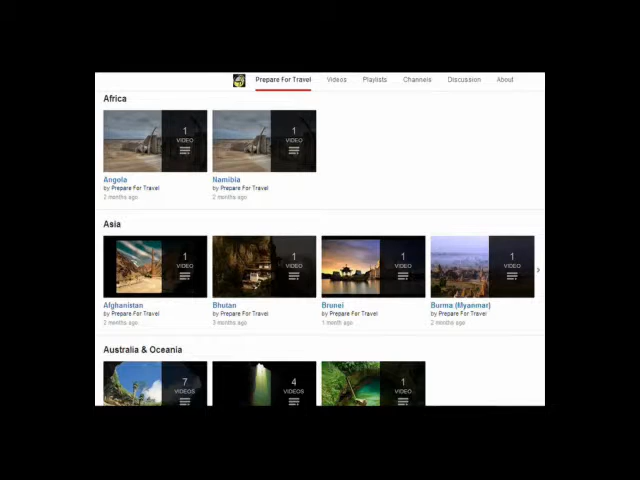 Prepare For Travel Videos Playlists Channels Discussion About
Africa
1 VIDEO
1 VIDEO
Angola
by Prepare For Travel
2 months ago
Namibia
by Prepare For Travel
2 months ago
Asia
1 VIDEO
1 VIDEO
1 VIDEO
1 VIDEO
Afghanistan
by Prepare For Travel
2 months ago
Bhutan
by Prepare For Travel
3 months ago
Brunei
by Prepare For Travel
1 month ago
Burma (Myanmar)
by Prepare For Travel
2 months ago
Australia & Oceania
7 VIDEOS
4 VIDEOS
1 VIDEO